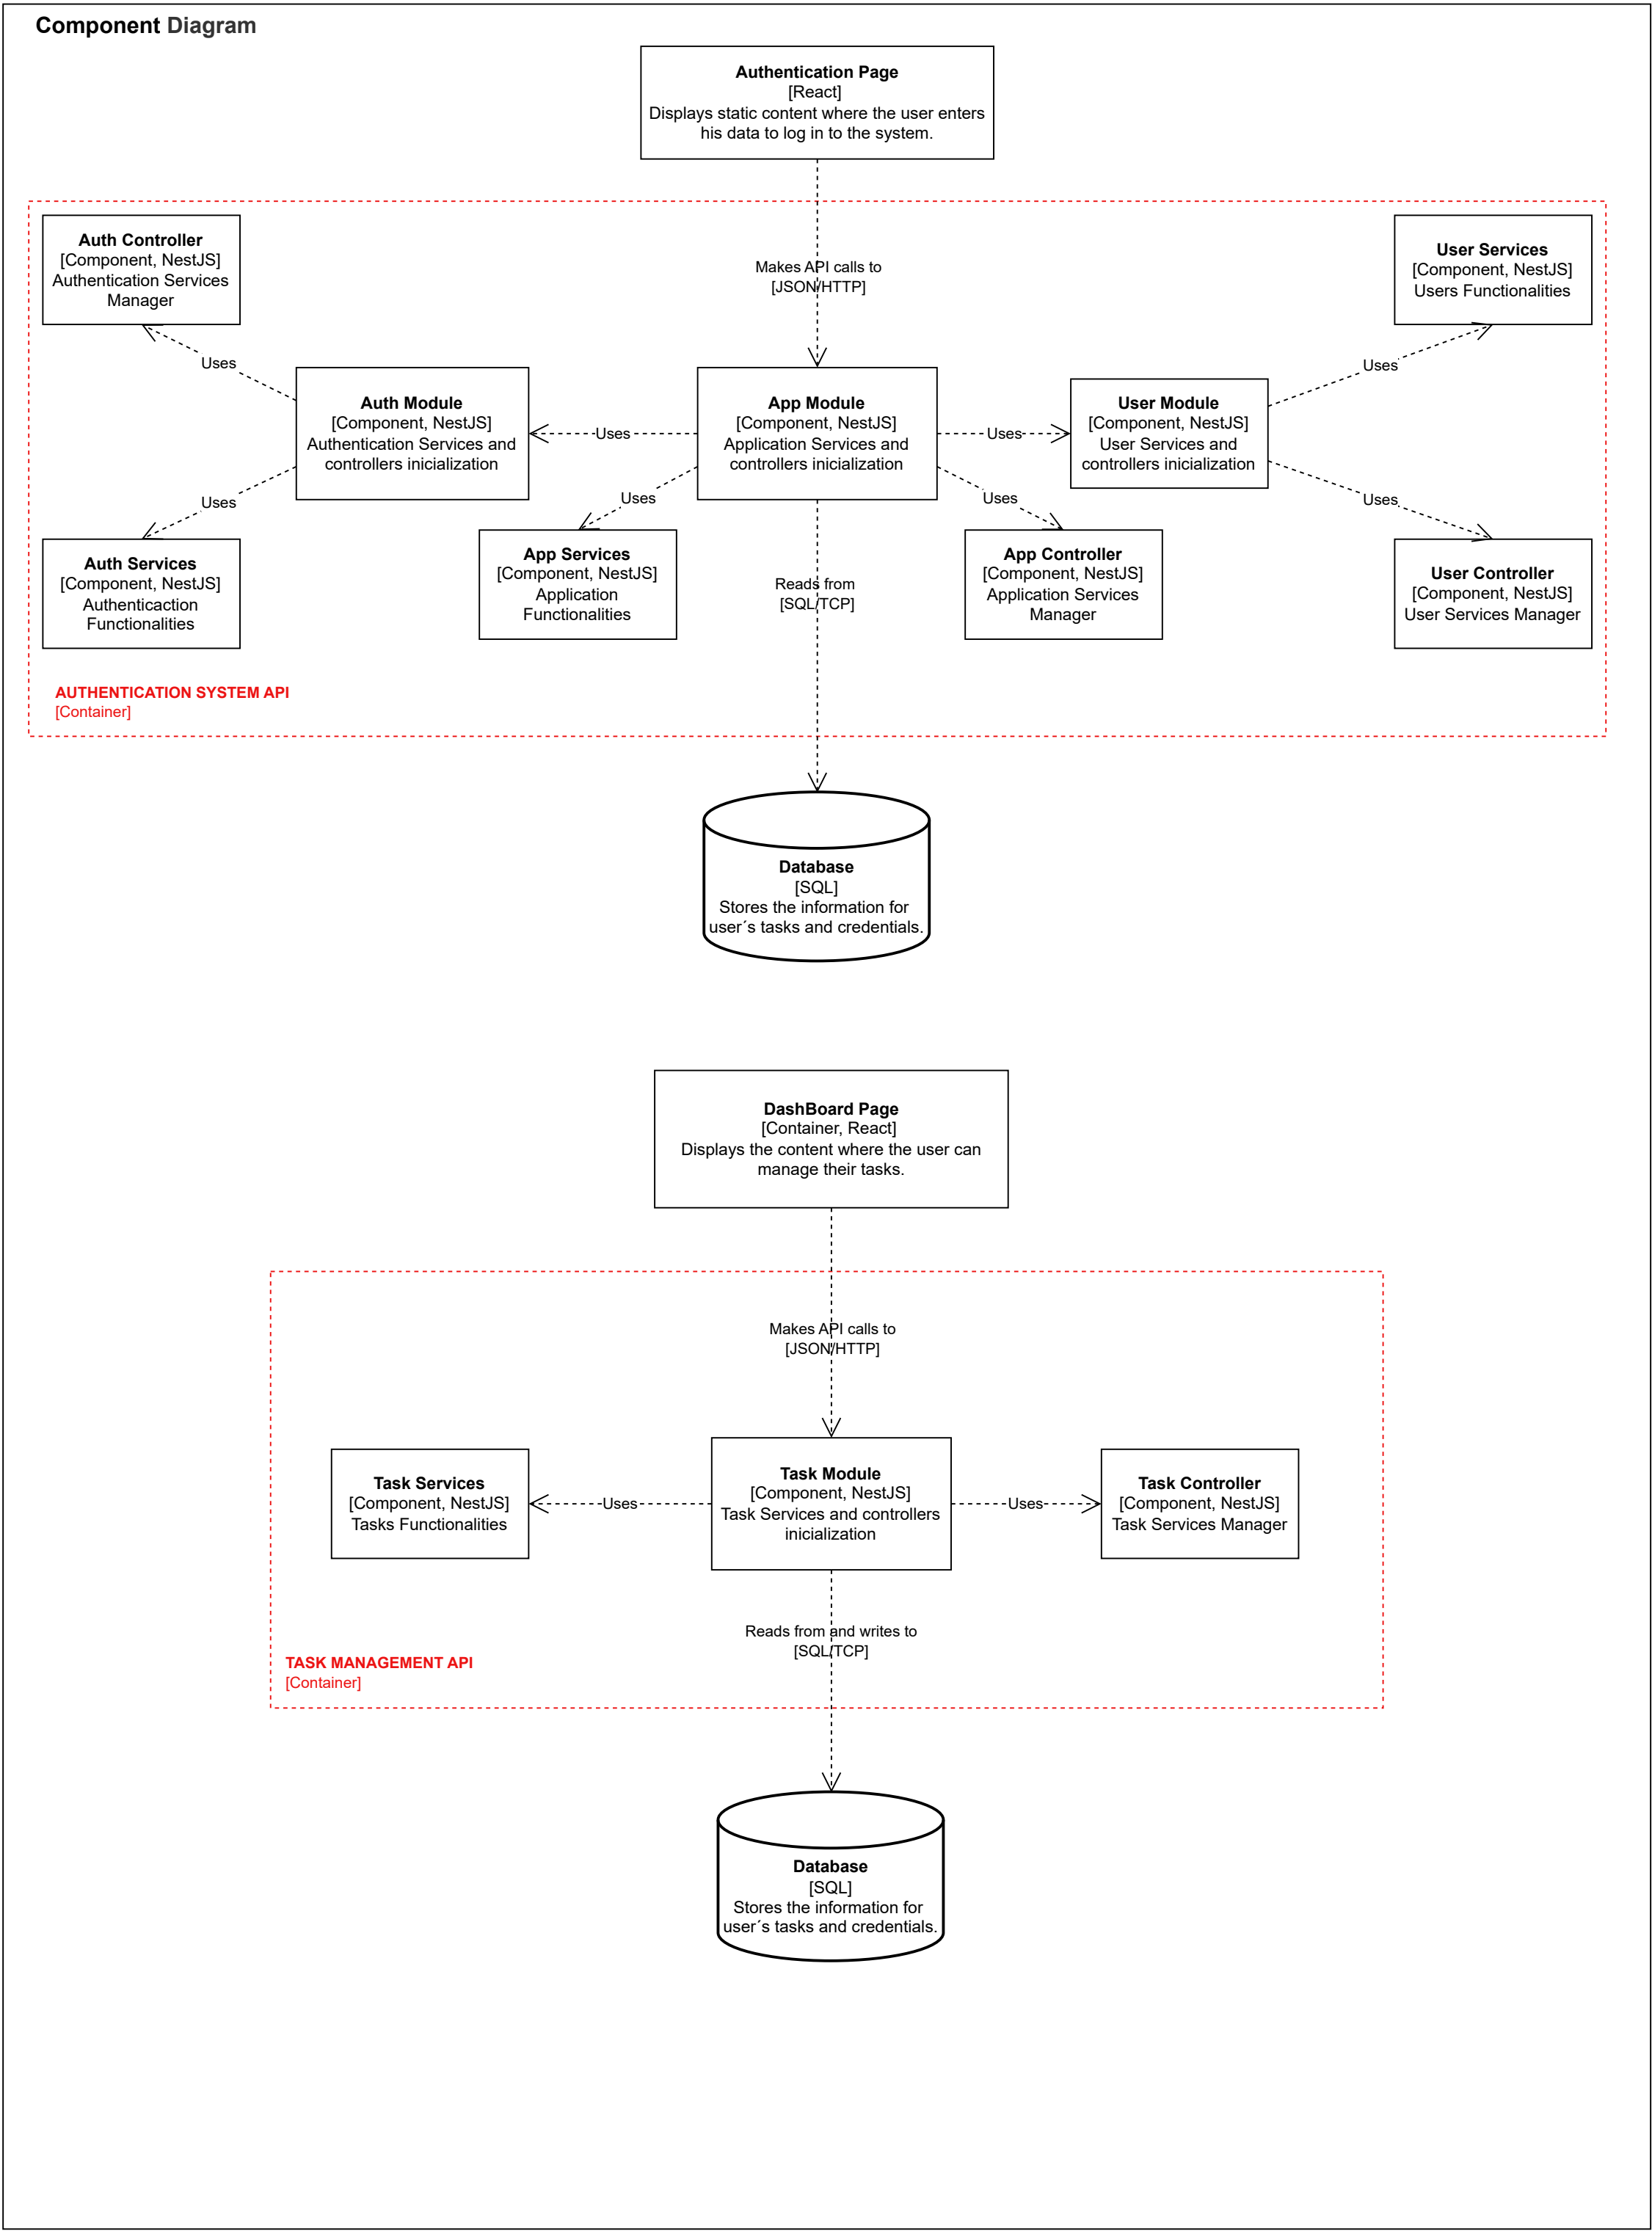 Component Diagram
Authentication Page
[React]
Displays static content where the user enters
his data to log in to the system.
Makes API calls to
[JSON/HTTP]
Auth Controller
[Component, NestJS]
Authentication Services
Manager
User Services
[Component, NestJS]
Users Functionalities
Uses
Uses
Auth Module
[Component, NestJS]
Authentication Services and
controllers inicialization
Uses
App Module
[Component, NestJS]
Application Services and
controllers inicialization
Uses
User Module
[Component, NestJS]
User Services and
controllers inicialization
Uses
Uses
Uses
Uses
Auth Services
[Component, NestJS]
Authenticaction
Functionalities
App Services
[Component, NestJS]
Application
Functionalities
Reads from
[SQL/TCP]
App Controller
[Component, NestJS]
Application Services
Manager
User Controller
[Component, NestJS]
User Services Manager
AUTHENTICATION SYSTEM API
[Container]
Database
[SQL]
Stores the information for
user´s tasks and credentials.
DashBoard Page
[Container, React]
Displays the content where the user can
manage their tasks.
Makes API calls to
[JSON/HTTP]
Task Services
[Component, NestJS]
Tasks Functionalities
Uses
Task Module
[Component, NestJS]
Task Services and controllers
inicialization
Uses
Task Controller
[Component, NestJS]
Task Services Manager
Reads from and writes to
[SQL/TCP]
TASK MANAGEMENT API
[Container]
Database
[SQL]
Stores the information for
user´s tasks and credentials.